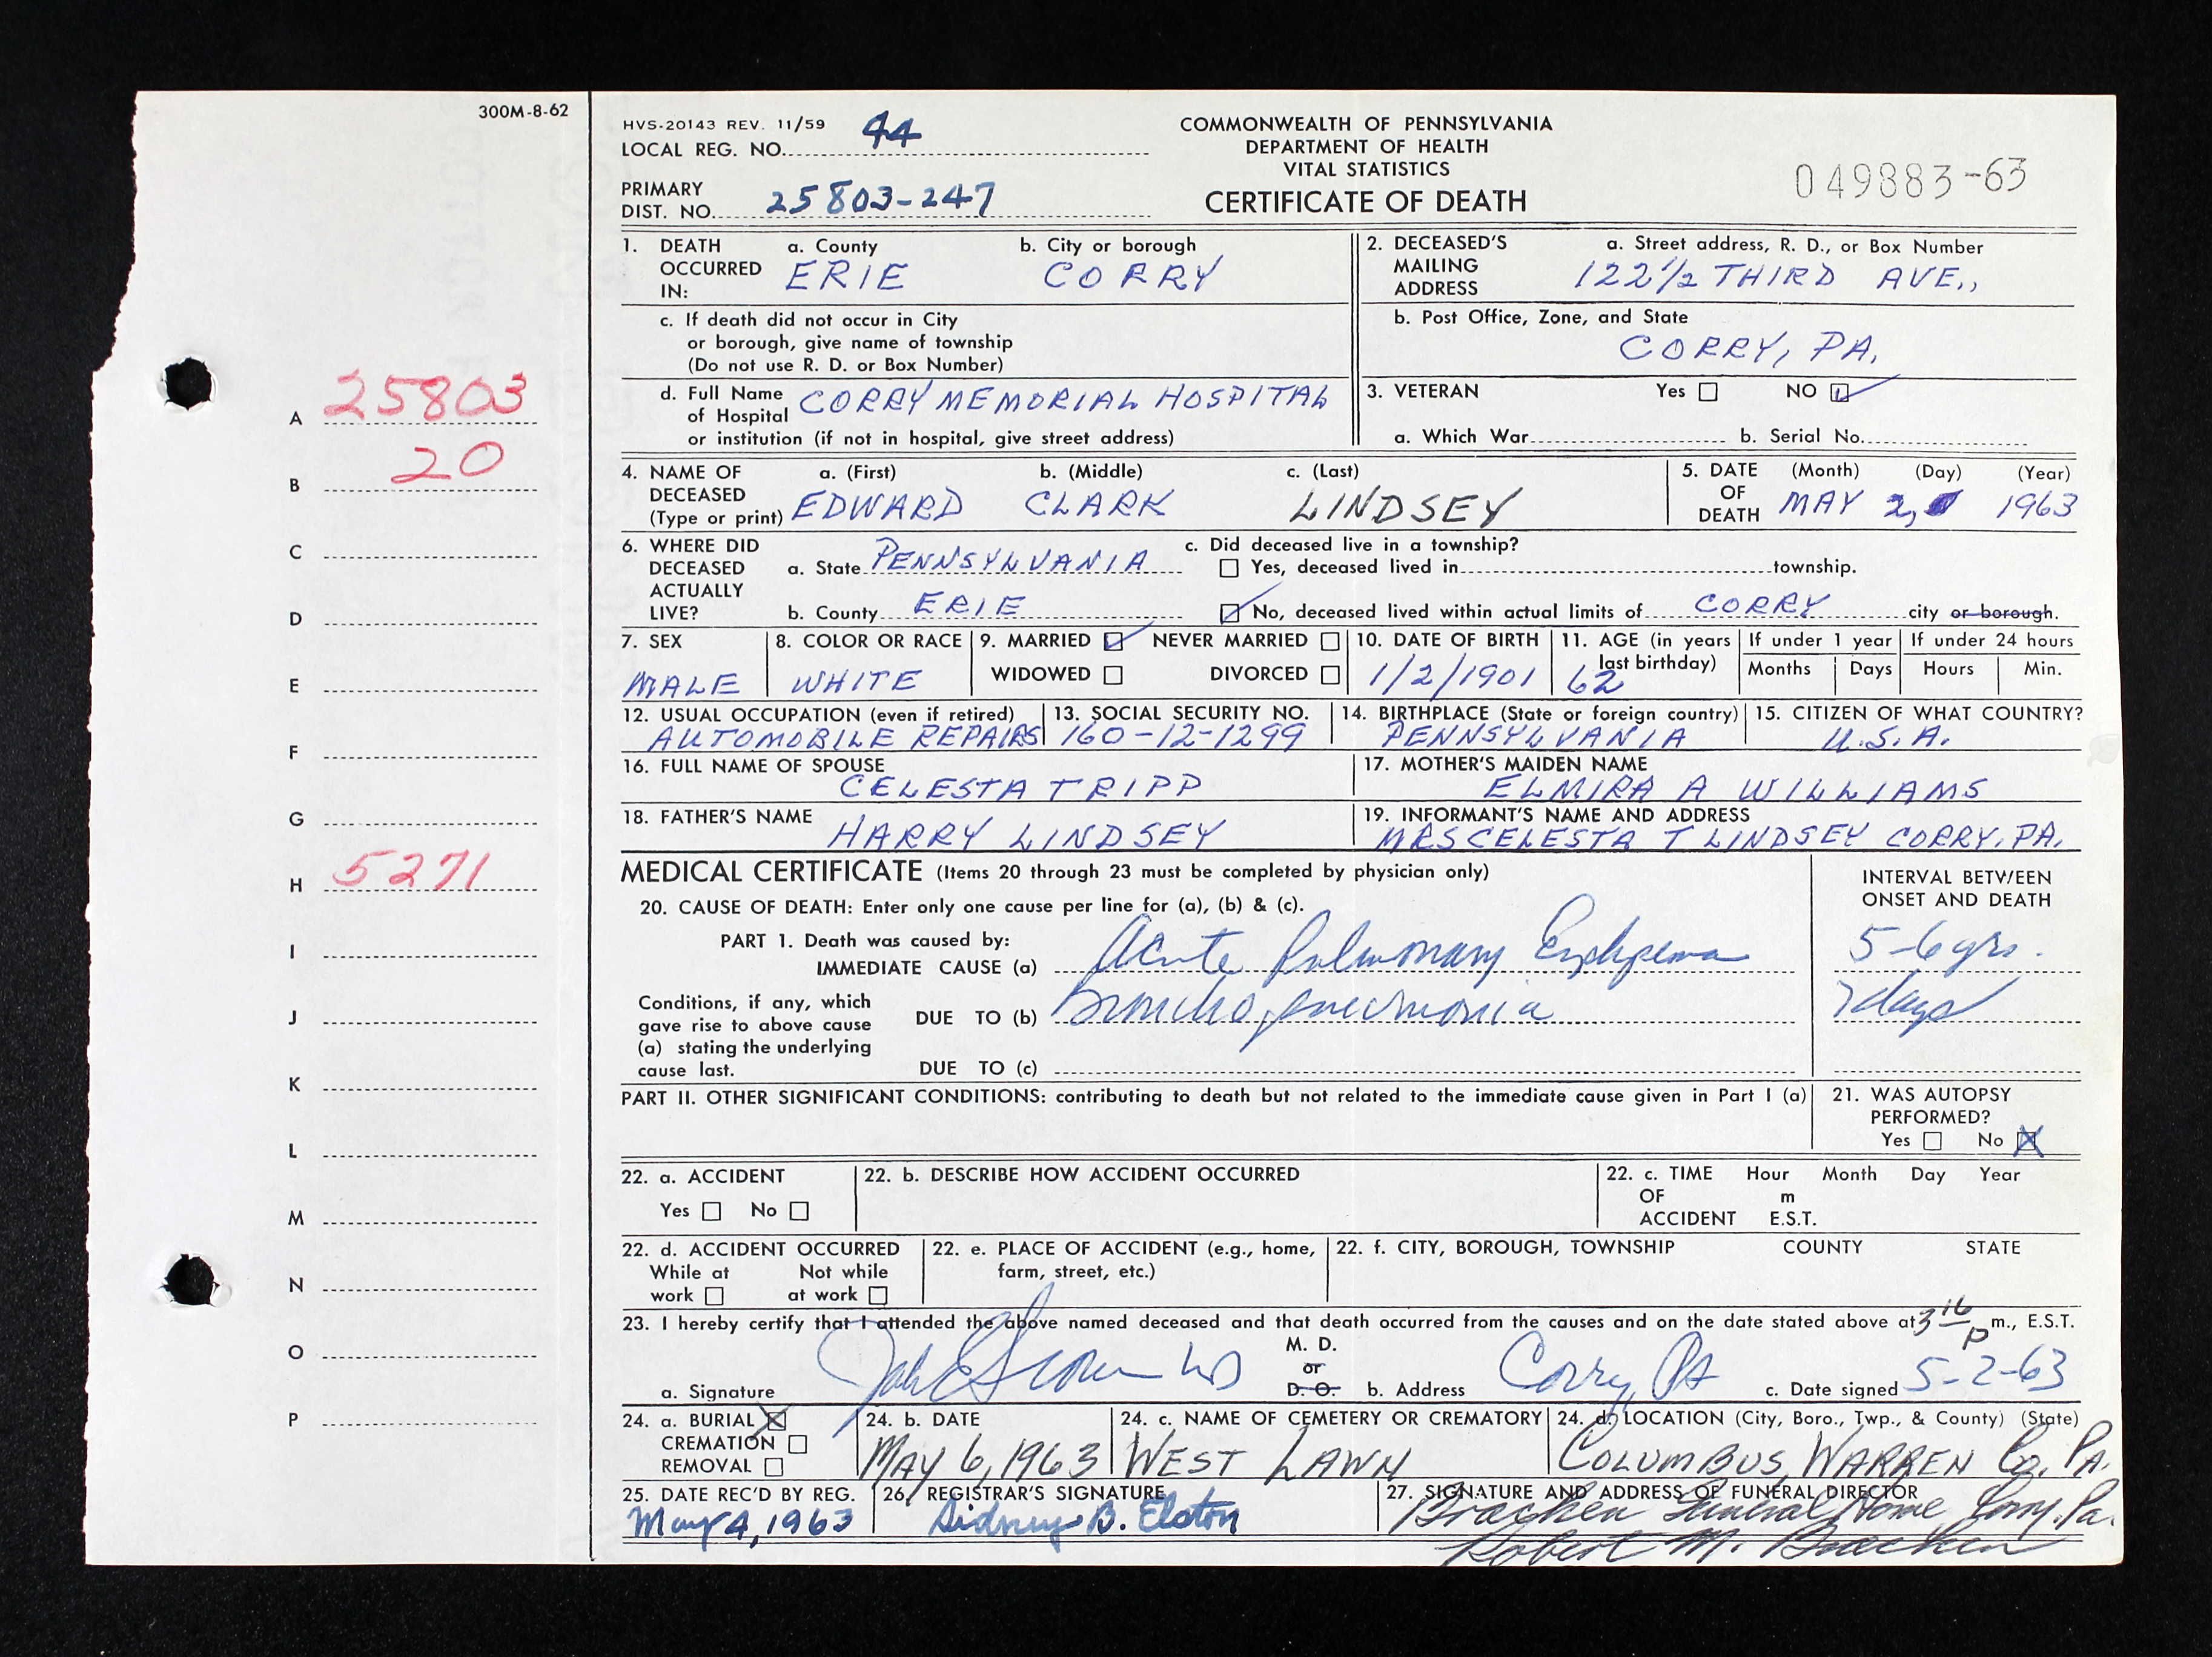 300M-8-62
HVS-20143 REV. 11/59
LOCAL REG. NO. 44
PRIMARY
DIST. NO. 25803-247
COMMONWEALTH OF PENNSYLVANIA
DEPARTMENT OF HEALTH
VITAL STATISTICS
CERTIFICATE OF DEATH
049883-63
1. DEATH OCCURRED IN:
a. County ERIE
b. City or borough CORRY
c. If death did not occur in City
or borough, give name of township
(Do not use R. D. or Box Number)
d. Full Name of Hospital CORRY MEMORIAL HOSPITAL
or institution (if not in hospital, give street address)
2. DECEASED'S MAILING ADDRESS
a. Street address, R. D., or Box Number
122 1/2 THIRD AVE.,
b. Post Office, Zone, and State
CORRY, PA.
3. VETERAN Yes NO
a. Which War b. Serial No.
4. NAME OF DECEASED (Type or print)
a. (First) b. (Middle) c. (Last)
EDWARD CLARK LINDSEY
5. DATE OF DEATH (Month) (Day) (Year)
MAY 2, 1963
6. WHERE DID DECEASED ACTUALLY LIVE?
a. State PENNSYLVANIA
b. County ERIE
c. Did deceased live in a township?
Yes, deceased lived in township.
No, deceased lived within actual limits of CORRY city or borough.
7. SEX MALE
8. COLOR OR RACE WHITE
9. MARRIED NEVER MARRIED
WIDOWED DIVORCED
10. DATE OF BIRTH 1/2/1901
11. AGE (in years last birthday) 62
If under 1 year Months Days
If under 24 hours Hours Min.
12. USUAL OCCUPATION (even if retired)
AUTOMOBILE REPAIRS
13. SOCIAL SECURITY NO.
160-12-1299
14. BIRTHPLACE (State or foreign country)
PENNSYLVANIA
15. CITIZEN OF WHAT COUNTRY?
U.S.A.
16. FULL NAME OF SPOUSE
CELESTA TRIPP
17. MOTHER'S MAIDEN NAME
ELMIRA A WILLIAMS
18. FATHER'S NAME
HARRY LINDSEY
19. INFORMANT'S NAME AND ADDRESS
MRS CELESTA T LINDSEY CORRY, PA.
MEDICAL CERTIFICATE (Items 20 through 23 must be completed by physician only)
INTERVAL BETWEEN
ONSET AND DEATH
20. CAUSE OF DEATH: Enter only one cause per line for (a), (b) & (c).
PART 1. Death was caused by:
IMMEDIATE CAUSE (a) Acute Pulmonary 5-6 yrs.
Conditions, if any, which
gave rise to above cause
(a) stating the underlying
cause last.
DUE TO (b) Bronchopneumonia 7 days
DUE TO (c)
PART II. OTHER SIGNIFICANT CONDITIONS: contributing to death but not related to the immediate cause given in Part I (a)
21. WAS AUTOPSY
PERFORMED?
Yes No
22. a. ACCIDENT
Yes No
22. b. DESCRIBE HOW ACCIDENT OCCURRED
22. c. TIME OF ACCIDENT Hour Month Day Year
m
E.S.T.
22. d. ACCIDENT OCCURRED
While at work Not while at work
22. e. PLACE OF ACCIDENT (e.g., home,
farm, street, etc.)
22. f. CITY, BOROUGH, TOWNSHIP COUNTY STATE
23. I hereby certify that I attended the above named deceased and that death occurred from the causes and on the date stated above at 3 16 p m., E.S.T.
a. Signature
M. D.
or
D. O.
b. Address Corry, Pa
c. Date signed 5-2-63
24. a. BURIAL
CREMATION
REMOVAL
24. b. DATE
MAY 6, 1963
24. c. NAME OF CEMETERY OR CREMATORY
WEST LAWN
24. d. LOCATION (City, Boro., Twp., & County) (State)
COLUMBUS, WARREN Co. PA.
25. DATE REC'D BY REG.
May 4, 1963
26. REGISTRAR'S SIGNATURE
Sidney B. Elston
27. SIGNATURE AND ADDRESS OF FUNERAL DIRECTOR
Bracken Funeral Home, Corry, Pa.
Robert M. Bracken
A 25803
B 20
C
D
E
F
G
H 5271
I
J
K
L
M
N
O
P